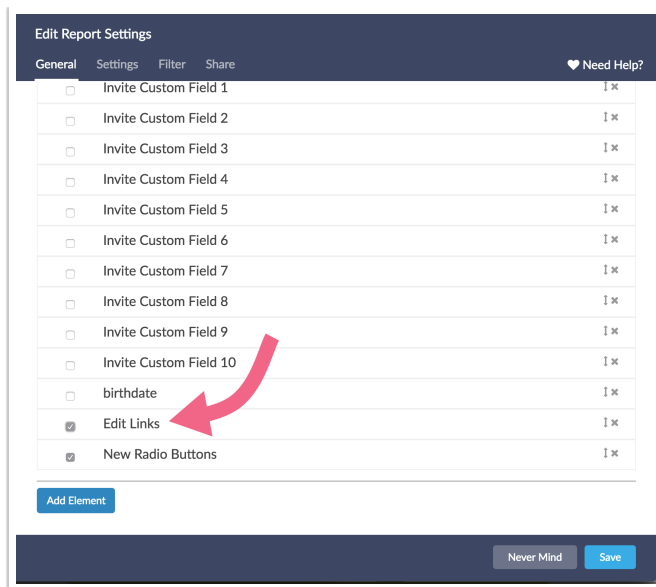 Edit Report Settings
General Settings Filter Share Need Help?
Invite Custom Field 1
Invite Custom Field 2
Invite Custom Field 3
Invite Custom Field 4
Invite Custom Field 5
Invite Custom Field 6
Invite Custom Field 7
Invite Custom Field 8
Invite Custom Field 9
Invite Custom Field 10
birthdate
Edit Links
New Radio Buttons
Add Element
Never Mind Save